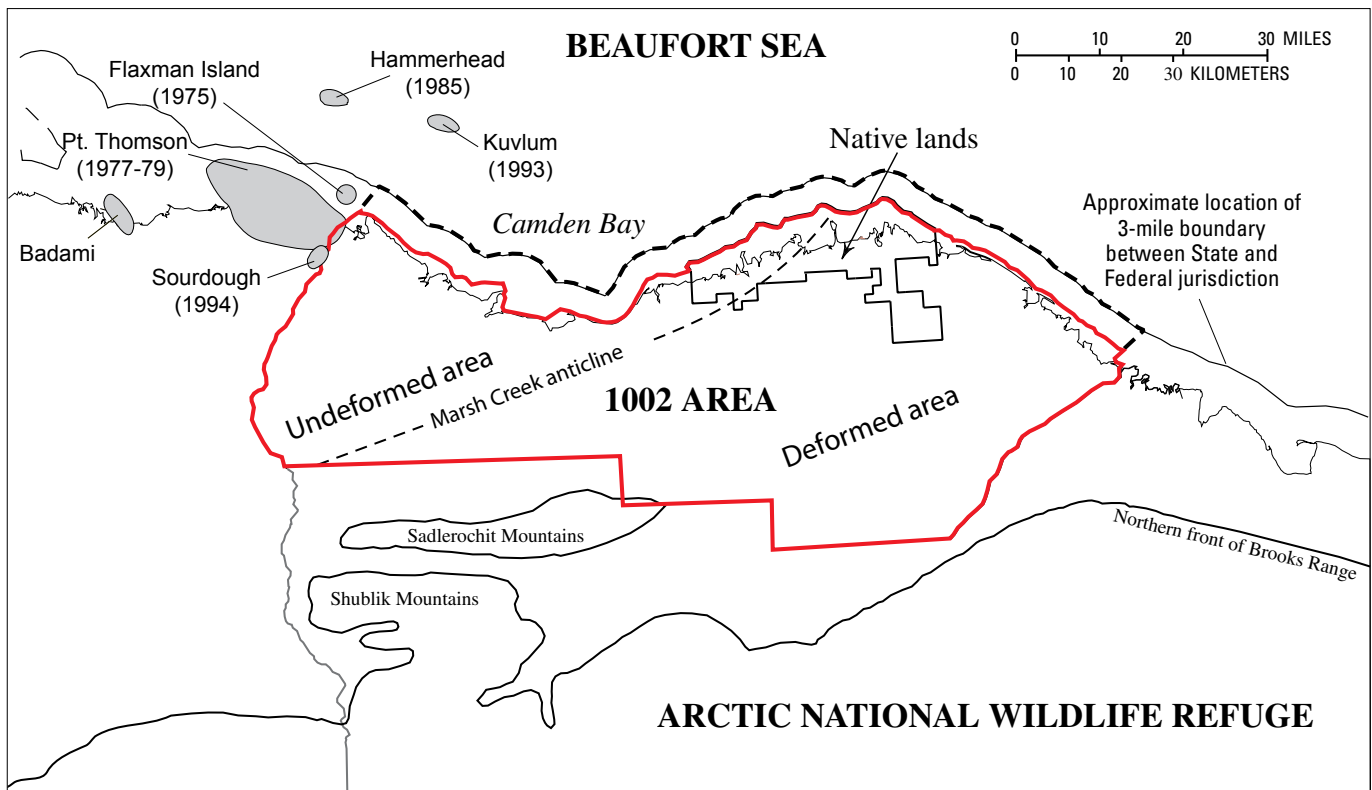 BEAUFORT SEA
0 10 20 30 MILES
0 10 20 30 KILOMETERS
Hammerhead
(1985)
Flaxman Island
(1975)
Pt. Thomson
(1977-79)
Kuvlum
(1993)
Native lands
Camden Bay
Approximate location of
3-mile boundary
between State and
Federal jurisdiction
Badami
Sourdough
(1994)
Undeformed area
Marsh Creek anticline
1002 AREA
Deformed area
Sadlerochit Mountains
Northern front of Brooks Range
Shublik Mountains
ARCTIC NATIONAL WILDLIFE REFUGE